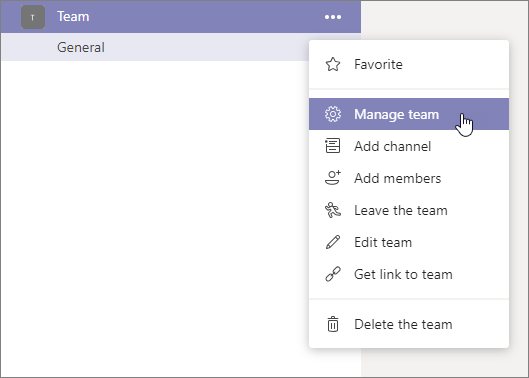 T Team •••
General
Favorite
Manage team
Add channel
Add members
Leave the team
Edit team
Get link to team
Delete the team